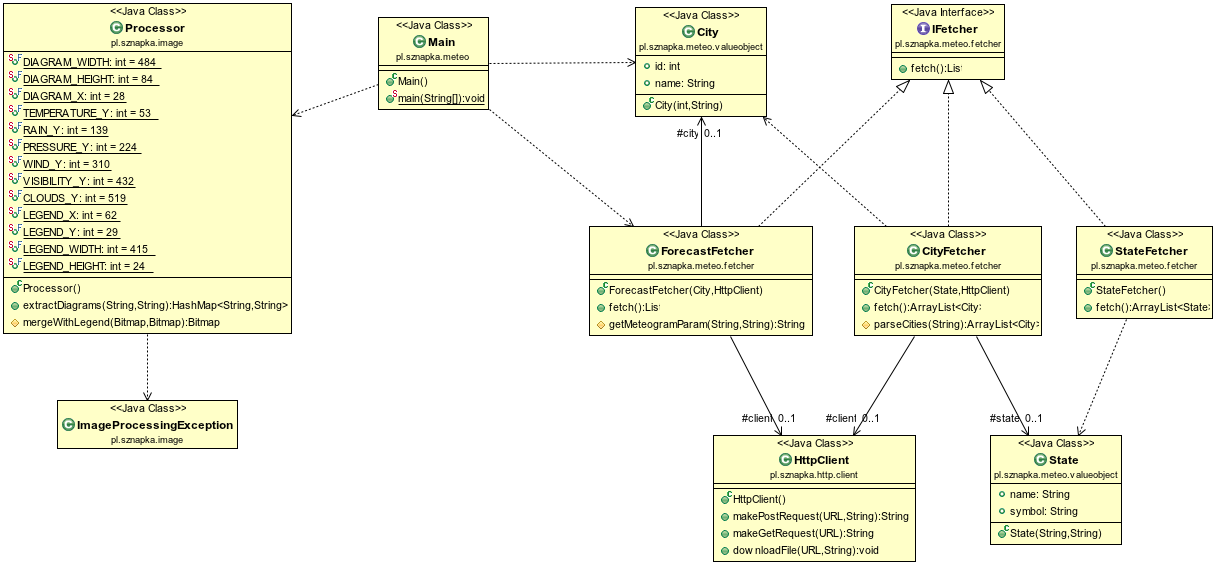 <<Java Class>>
Processor
pl.sznapka.image
DIAGRAM_WIDTH: int = 484
DIAGRAM_HEIGHT: int = 84
DIAGRAM_X: int = 28
TEMPERATURE_Y: int = 53
RAIN_Y: int = 139
PRESSURE_Y: int = 224
WIND_Y: int = 310
VISIBILITY_Y: int = 432
CLOUDS_Y: int = 519
LEGEND_X: int = 62
LEGEND_Y: int = 29
LEGEND_WIDTH: int = 415
LEGEND_HEIGHT: int = 24
Processor()
extractDiagrams(String,String):HashMap<String,String>
mergeWithLegend(Bitmap,Bitmap):Bitmap
<<Java Class>>
Main
pl.sznapka.meteo
Main()
main(String[]):void
<<Java Class>>
City
pl.sznapka.meteo.valueobject
id: int
name: String
City(int,String)
<<Java Interface>>
IFetcher
pl.sznapka.meteo.fetcher
fetch():List
#city 0..1
<<Java Class>>
ForecastFetcher
pl.sznapka.meteo.fetcher
ForecastFetcher(City,HttpClient)
fetch():List
getMeteogramParam(String,String):String
<<Java Class>>
CityFetcher
pl.sznapka.meteo.fetcher
CityFetcher(State,HttpClient)
fetch():ArrayList<City>
parseCities(String):ArrayList<City>
<<Java Class>>
StateFetcher
pl.sznapka.meteo.fetcher
StateFetcher()
fetch():ArrayList<State>
<<Java Class>>
ImageProcessingException
pl.sznapka.image
#client 0..1
#client 0..1
#state 0..1
<<Java Class>>
HttpClient
pl.sznapka.http.client
HttpClient()
makePostRequest(URL,String):String
makeGetRequest(URL):String
downloadFile(URL,String):void
<<Java Class>>
State
pl.sznapka.meteo.valueobject
name: String
symbol: String
State(String,String)